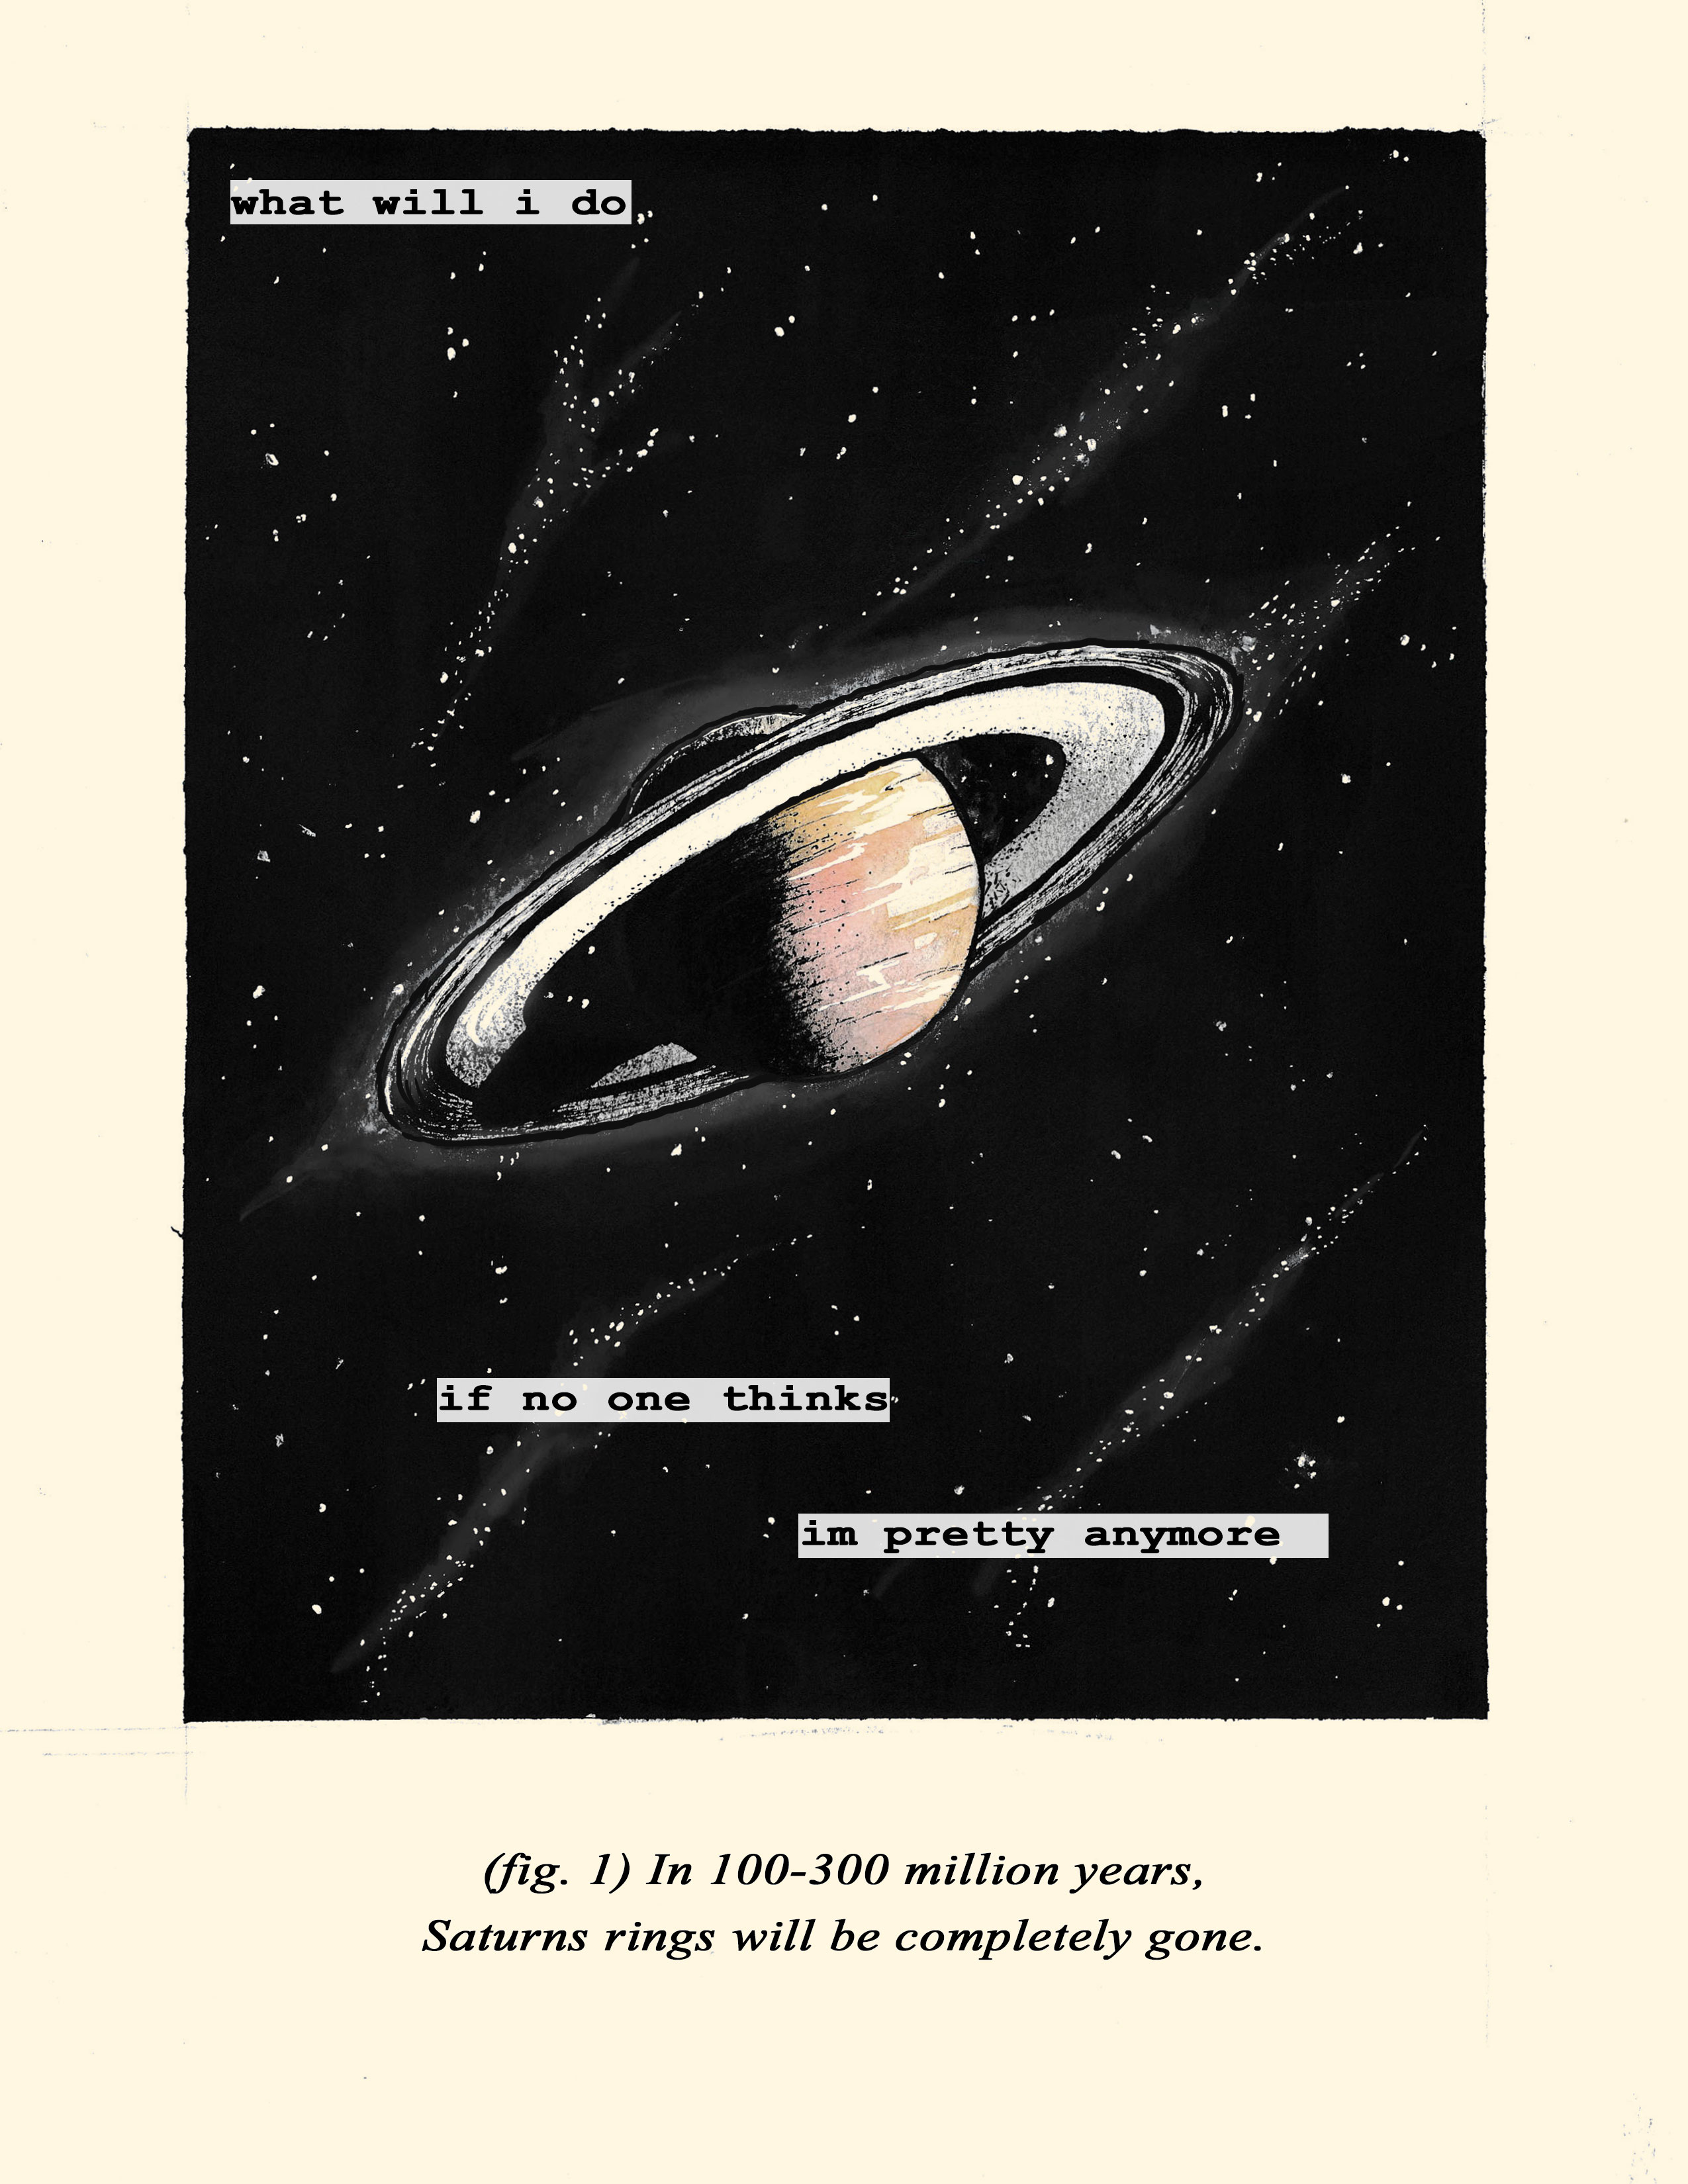 what will i do
if no one thinks
im pretty anymore
(fig. 1) In 100-300 million years,
Saturns rings will be completely gone.